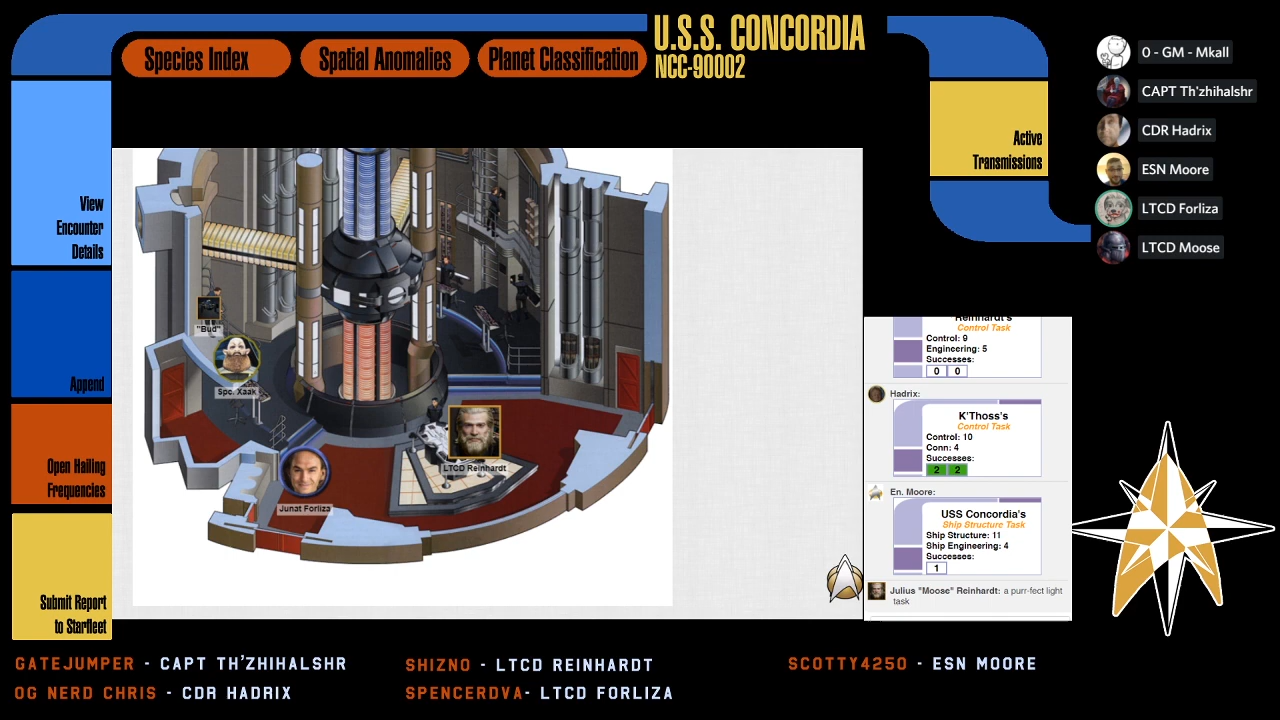 Species Index
Spatial Anomalies
Planet Classification
U.S.S. CONCORDIA
NCC-90002
View
Encounter
Details
Append
Open Hailing
Frequencies
Submit Report
to Starfleet
Active
Transmissions
0 - GM - Mkall
CAPT Th'zhihalshr
CDR Hadrix
ESN Moore
LTCD Forliza
LTCD Moose
"Bud"
Spc. Xaak
LTCD Reinhardt
Junat Forliza
Reinhardt's
Control Task
Control: 9
Engineering: 5
Successes:
0 0
Hadrix:
K'Thoss's
Control Task
Control: 10
Conn: 4
Successes:
2 2
En. Moore:
USS Concordia's
Ship Structure Task
Ship Structure: 11
Ship Engineering: 4
Successes:
1
Julius "Moose" Reinhardt: a purr-fect light
task
GATEJUMPER - CAPT TH'ZHIHALSHR
SHIZNO - LTCD REINHARDT
SCOTTY4250 - ESN MOORE
OG NERD CHRIS - CDR HADRIX
SPENCERDVA- LTCD FORLIZA